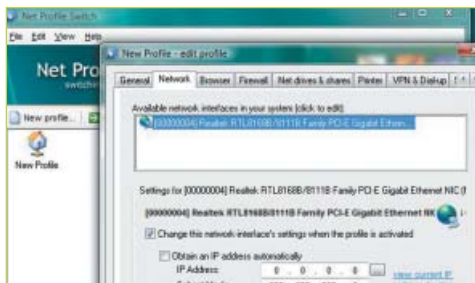 Net Profile Switch
File Edit View Help
Net Pro
switchin
New profile...
New Profile
New Profile - edit profile
General Network Browser Firewall Net drives & shares Printer VPN & Dial-up
Available network interfaces in your system (click to edit):
[00000004] Realtek RTL8168B/8111B Family PCI-E Gigabit Ethern...
Settings for [00000004] Realtek RTL8168B/8111B Family PCI-E Gigabit Ethernet NIC (
[00000004] Realtek RTL8168B/8111B Family PCI-E Gigabit Ethernet NIC
Change this network interface's settings when the profile is activated
Obtain an IP address automatically
IP Address: 0 . 0 . 0 . 0 ... view current IP